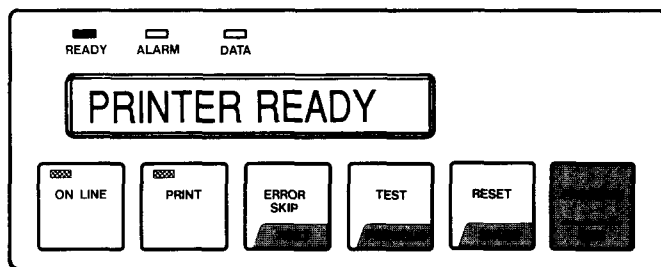 READY ALARM DATA
PRINTER READY
ON LINE PRINT ERROR SKIP TEST RESET